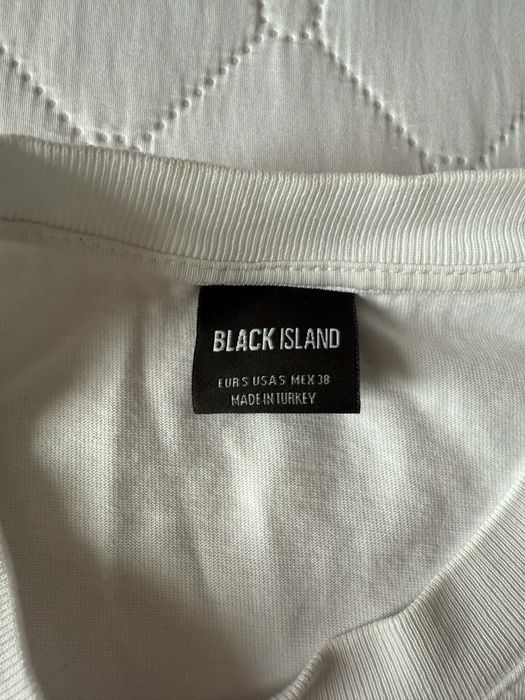 BLACK ISLAND
EUR S USA S MEX 38
MADE IN TURKEY